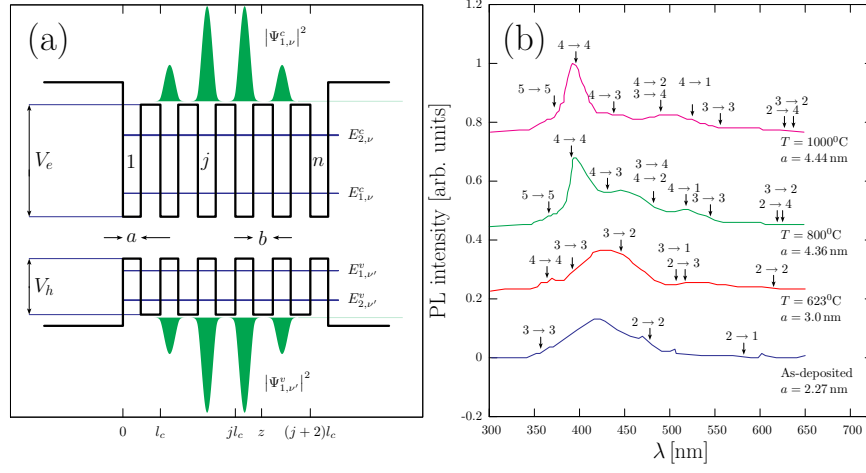 (a)
|Ψ^c_{1,ν}|^2
E^c_{2,ν}
V_e
1
j
n
E^c_{1,ν}
a
b
V_h
E^v_{1,ν'}
E^v_{2,ν'}
|Ψ^v_{1,ν'}|^2
0 l_c jl_c z (j+2)l_c
(b)
PL intensity [arb. units]
1.2
1
0.8
0.6
0.4
0.2
0
-0.2
300 350 400 450 500 550 600 650 700
λ [nm]
4 → 4
5 → 5
4 → 3
4 → 2
3 → 4
4 → 1
3 → 3
3 → 2
2 → 4
T = 1000⁰C
a = 4.44 nm
4 → 4
5 → 5
4 → 3
3 → 4
4 → 2
4 → 1
3 → 3
3 → 2
2 → 4
T = 800⁰C
a = 4.36 nm
4 → 4
3 → 3
3 → 2
3 → 1
2 → 3
2 → 2
T = 623⁰C
a = 3.0 nm
3 → 3
2 → 2
2 → 1
As-deposited
a = 2.27 nm